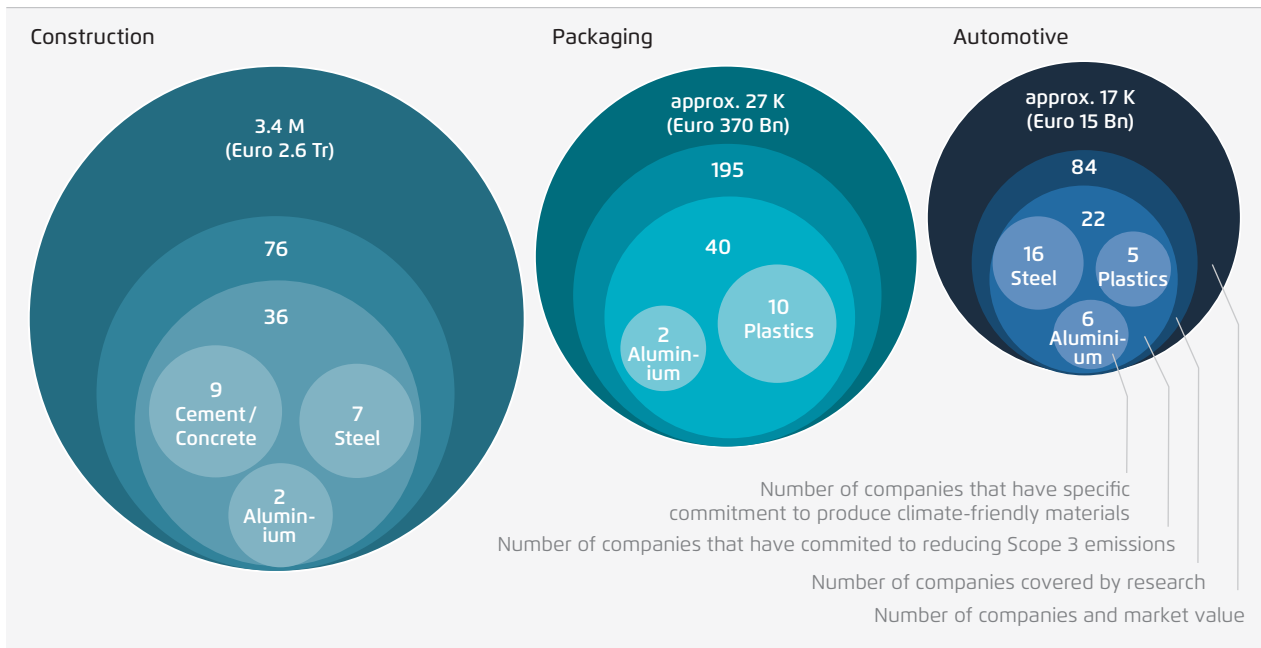 Construction
3.4 M
(Euro 2.6 Tr)
76
36
9
Cement /
Concrete
7
Steel
2
Alumin-
ium
Packaging
approx. 27 K
(Euro 370 Bn)
195
40
2
Alumin-
ium
10
Plastics
Automotive
approx. 17 K
(Euro 15 Bn)
84
22
16
Steel
5
Plastics
6
Alumini-
um
Number of companies that have specific
commitment to produce climate-friendly materials
Number of companies that have commited to reducing Scope 3 emissions
Number of companies covered by research
Number of companies and market value